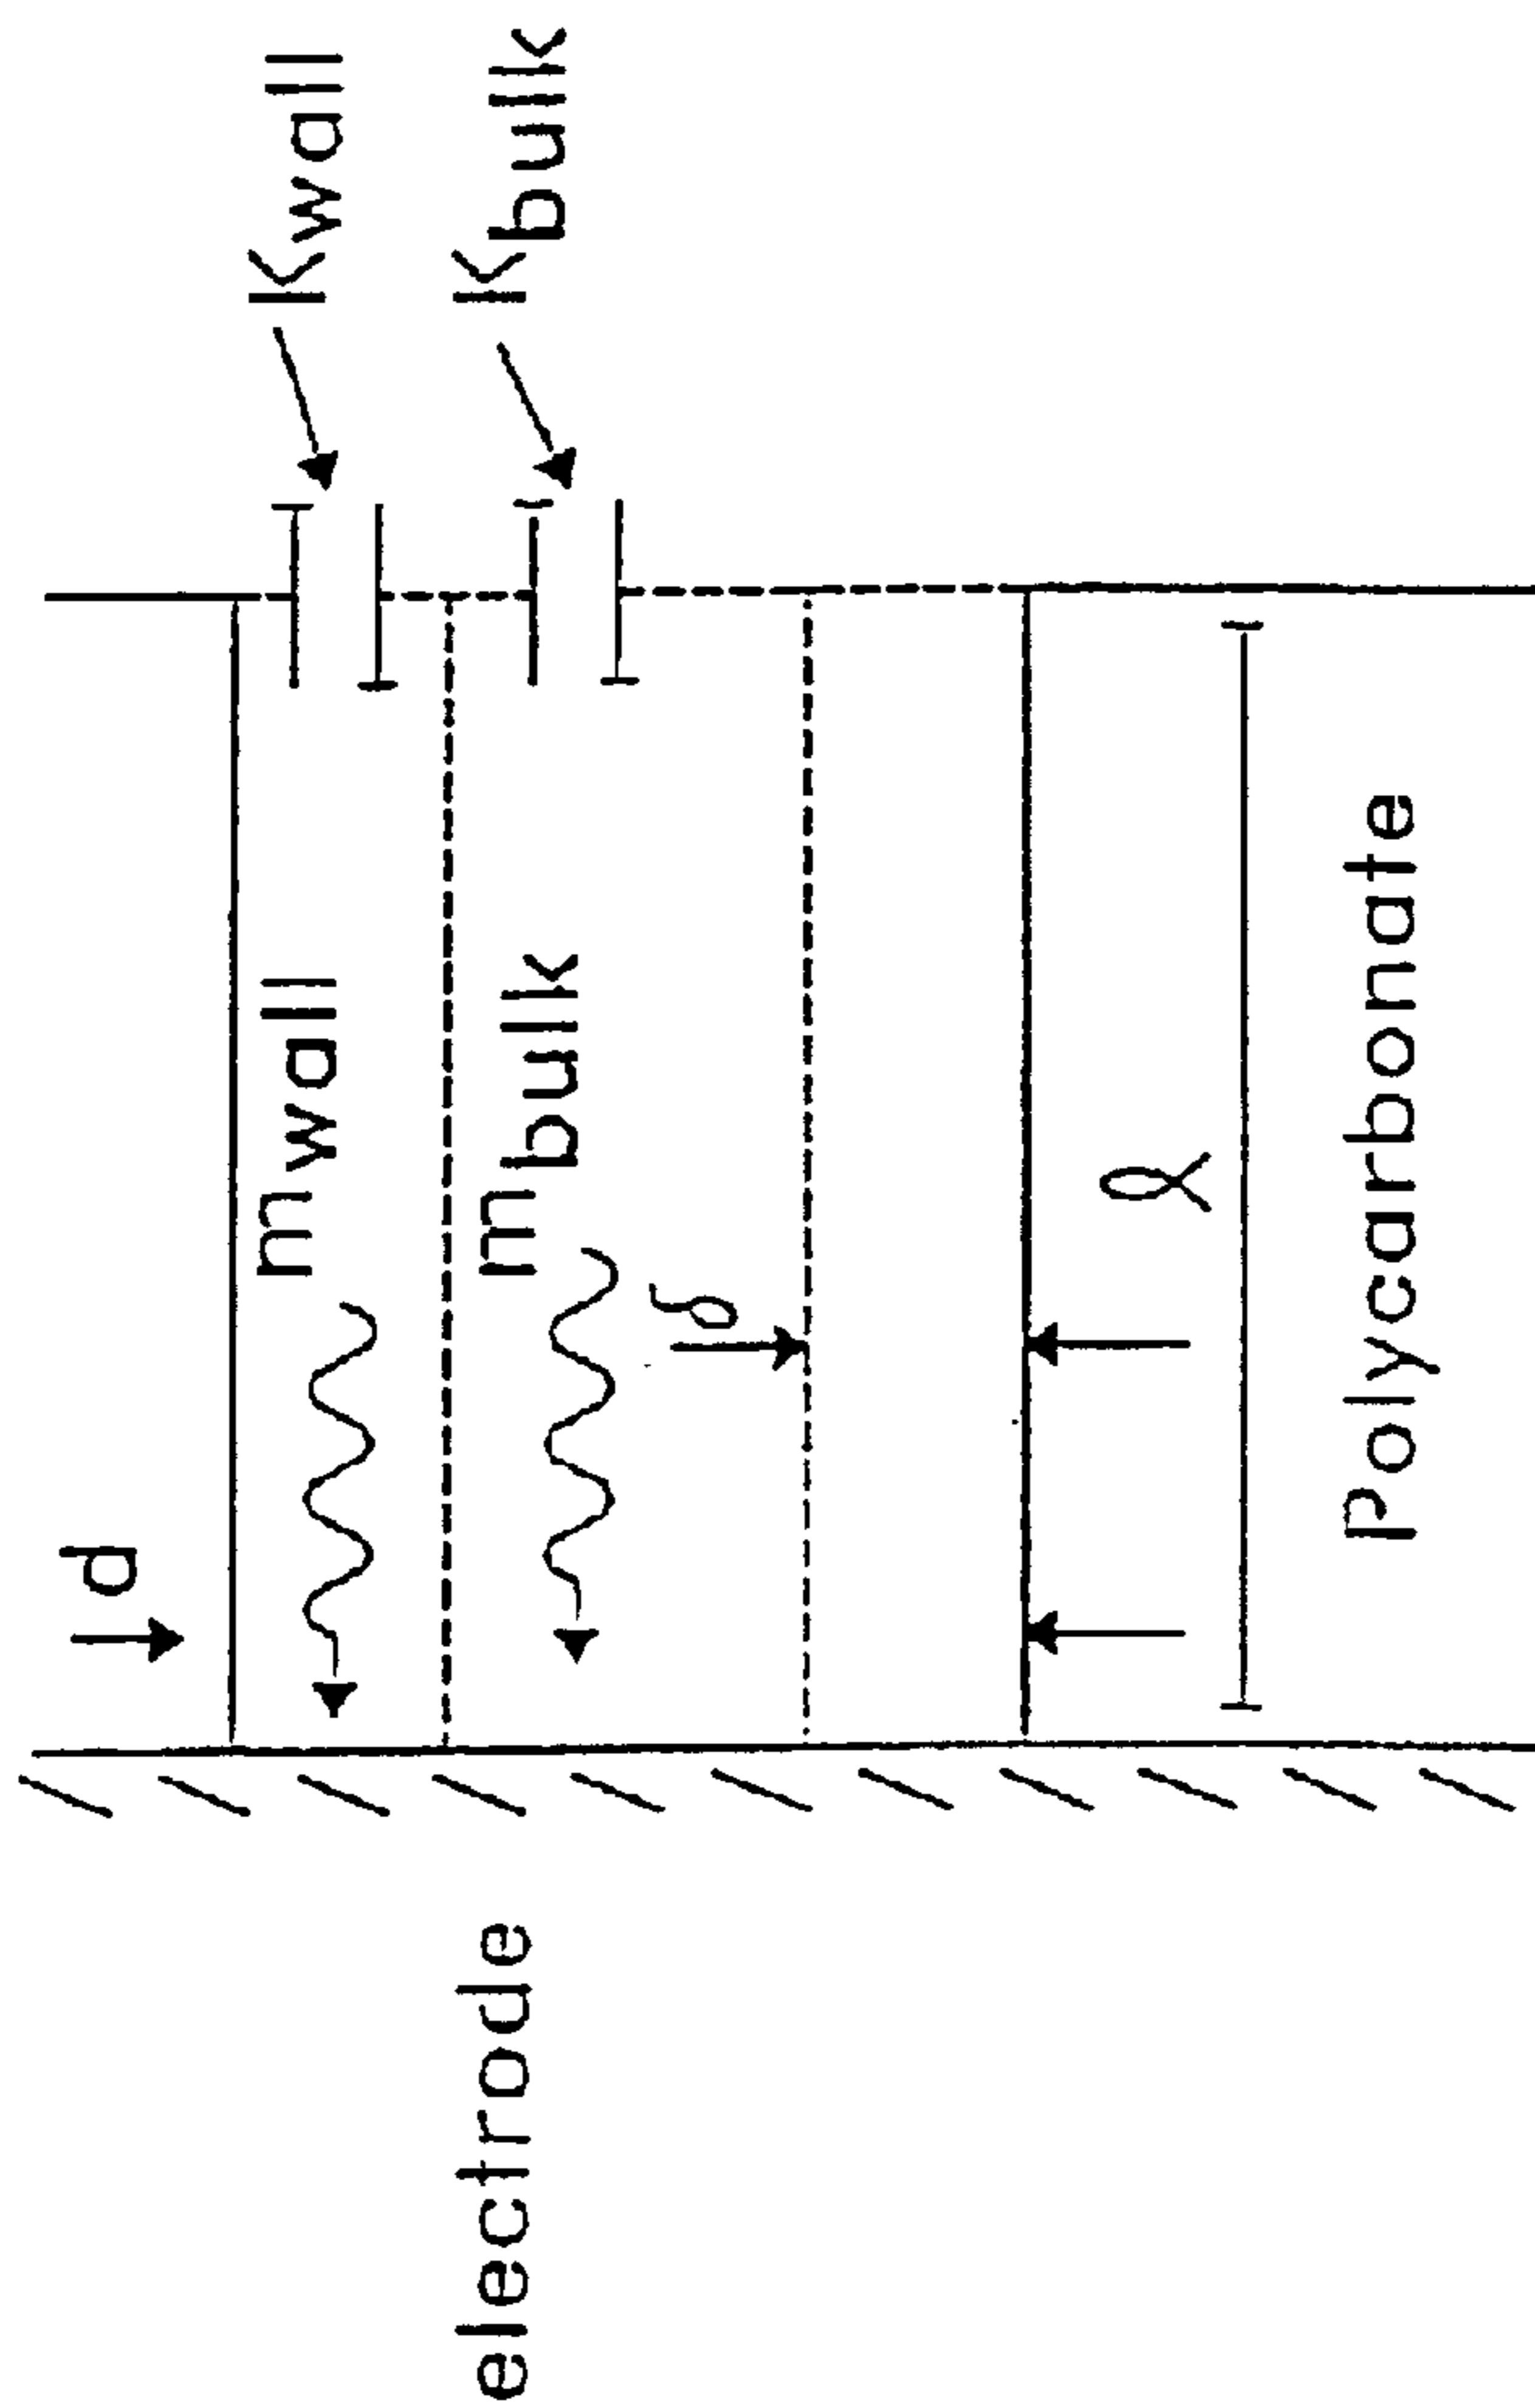 Kwall
Kbulk
d
mwall
mbulk
δ
ℓ
Polycarbonate
electrode